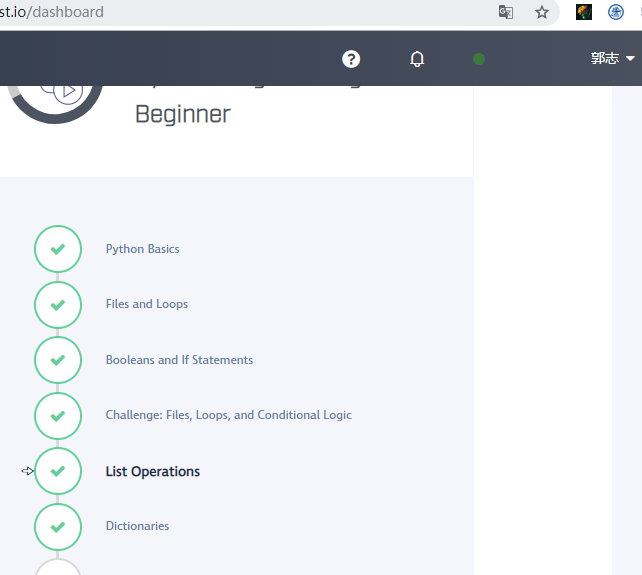 st.io/dashboard
郭志
Beginner
Python Basics
Files and Loops
Booleans and If Statements
Challenge: Files, Loops, and Conditional Logic
List Operations
Dictionaries